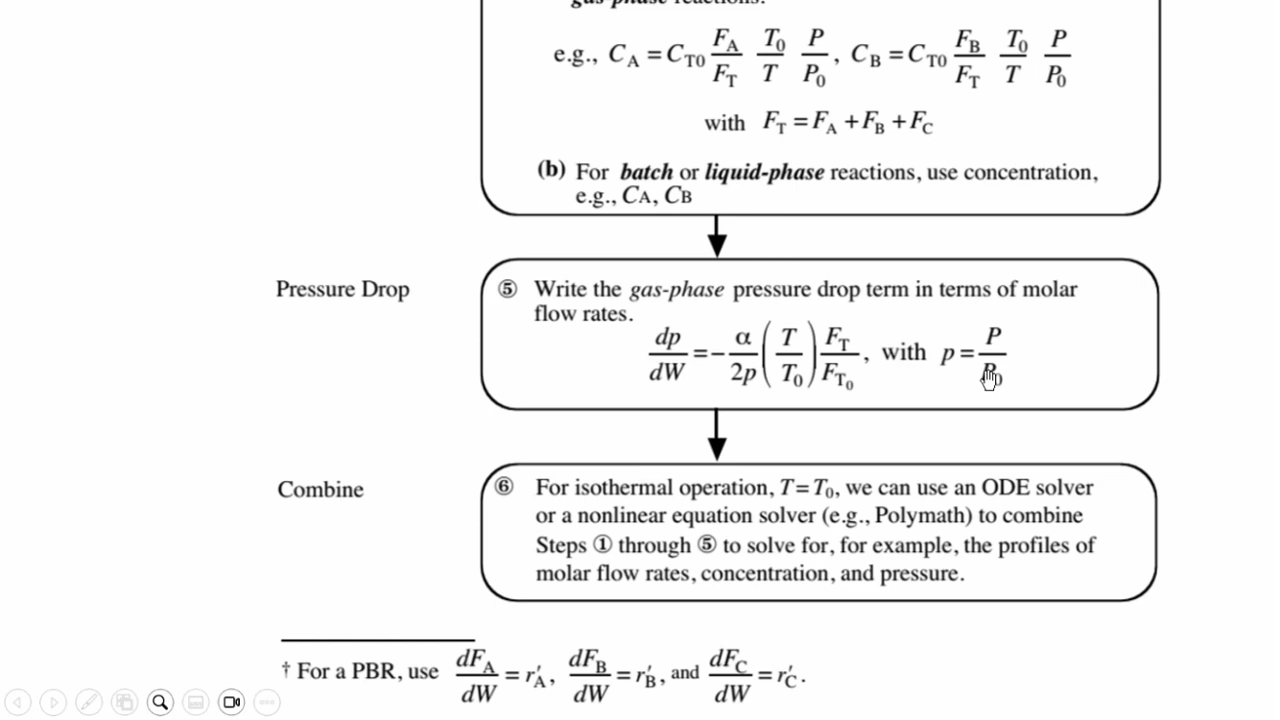 gas-phase reactions.
e.g., C_A = C_T0 F_A/F_T T_0/T P/P_0, C_B = C_T0 F_B/F_T T_0/T P/P_0
with F_T = F_A + F_B + F_C
(b) For batch or liquid-phase reactions, use concentration,
e.g., C_A, C_B
Pressure Drop
⑤ Write the gas-phase pressure drop term in terms of molar
flow rates.
dp/dW = - α/2p (T/T_0) F_T/F_T_0, with p = P/P_0
Combine
⑥ For isothermal operation, T = T_0, we can use an ODE solver
or a nonlinear equation solver (e.g., Polymath) to combine
Steps ① through ⑤ to solve for, for example, the profiles of
molar flow rates, concentration, and pressure.
† For a PBR, use dF_A/dW = r'_A, dF_B/dW = r'_B, and dF_C/dW = r'_C.